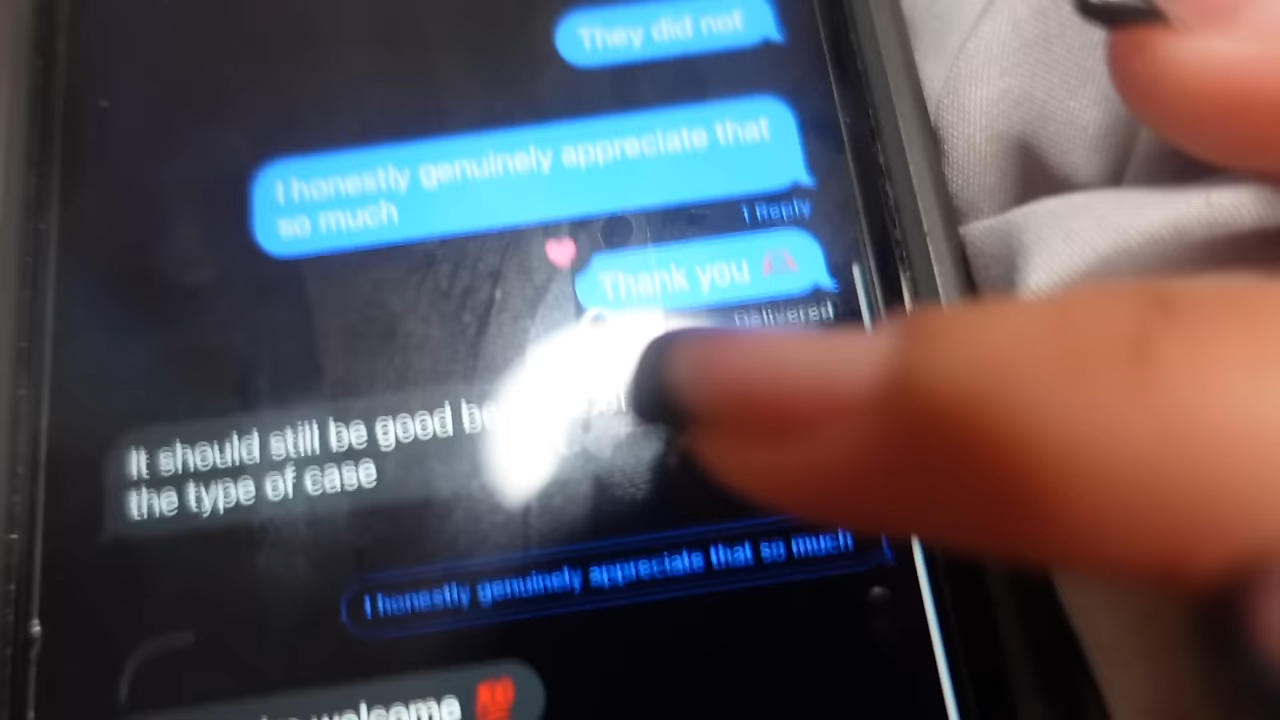 They did not
I honestly genuinely appreciate that
so much
1 Reply
Thank you
Delivered
It should still be good
the type of case
I honestly genuinely appreciate that so much
welcome 💯